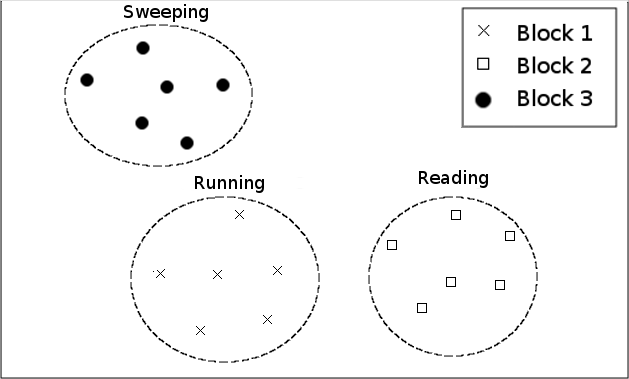 Sweeping
Block 1
Block 2
Block 3
Running
Reading